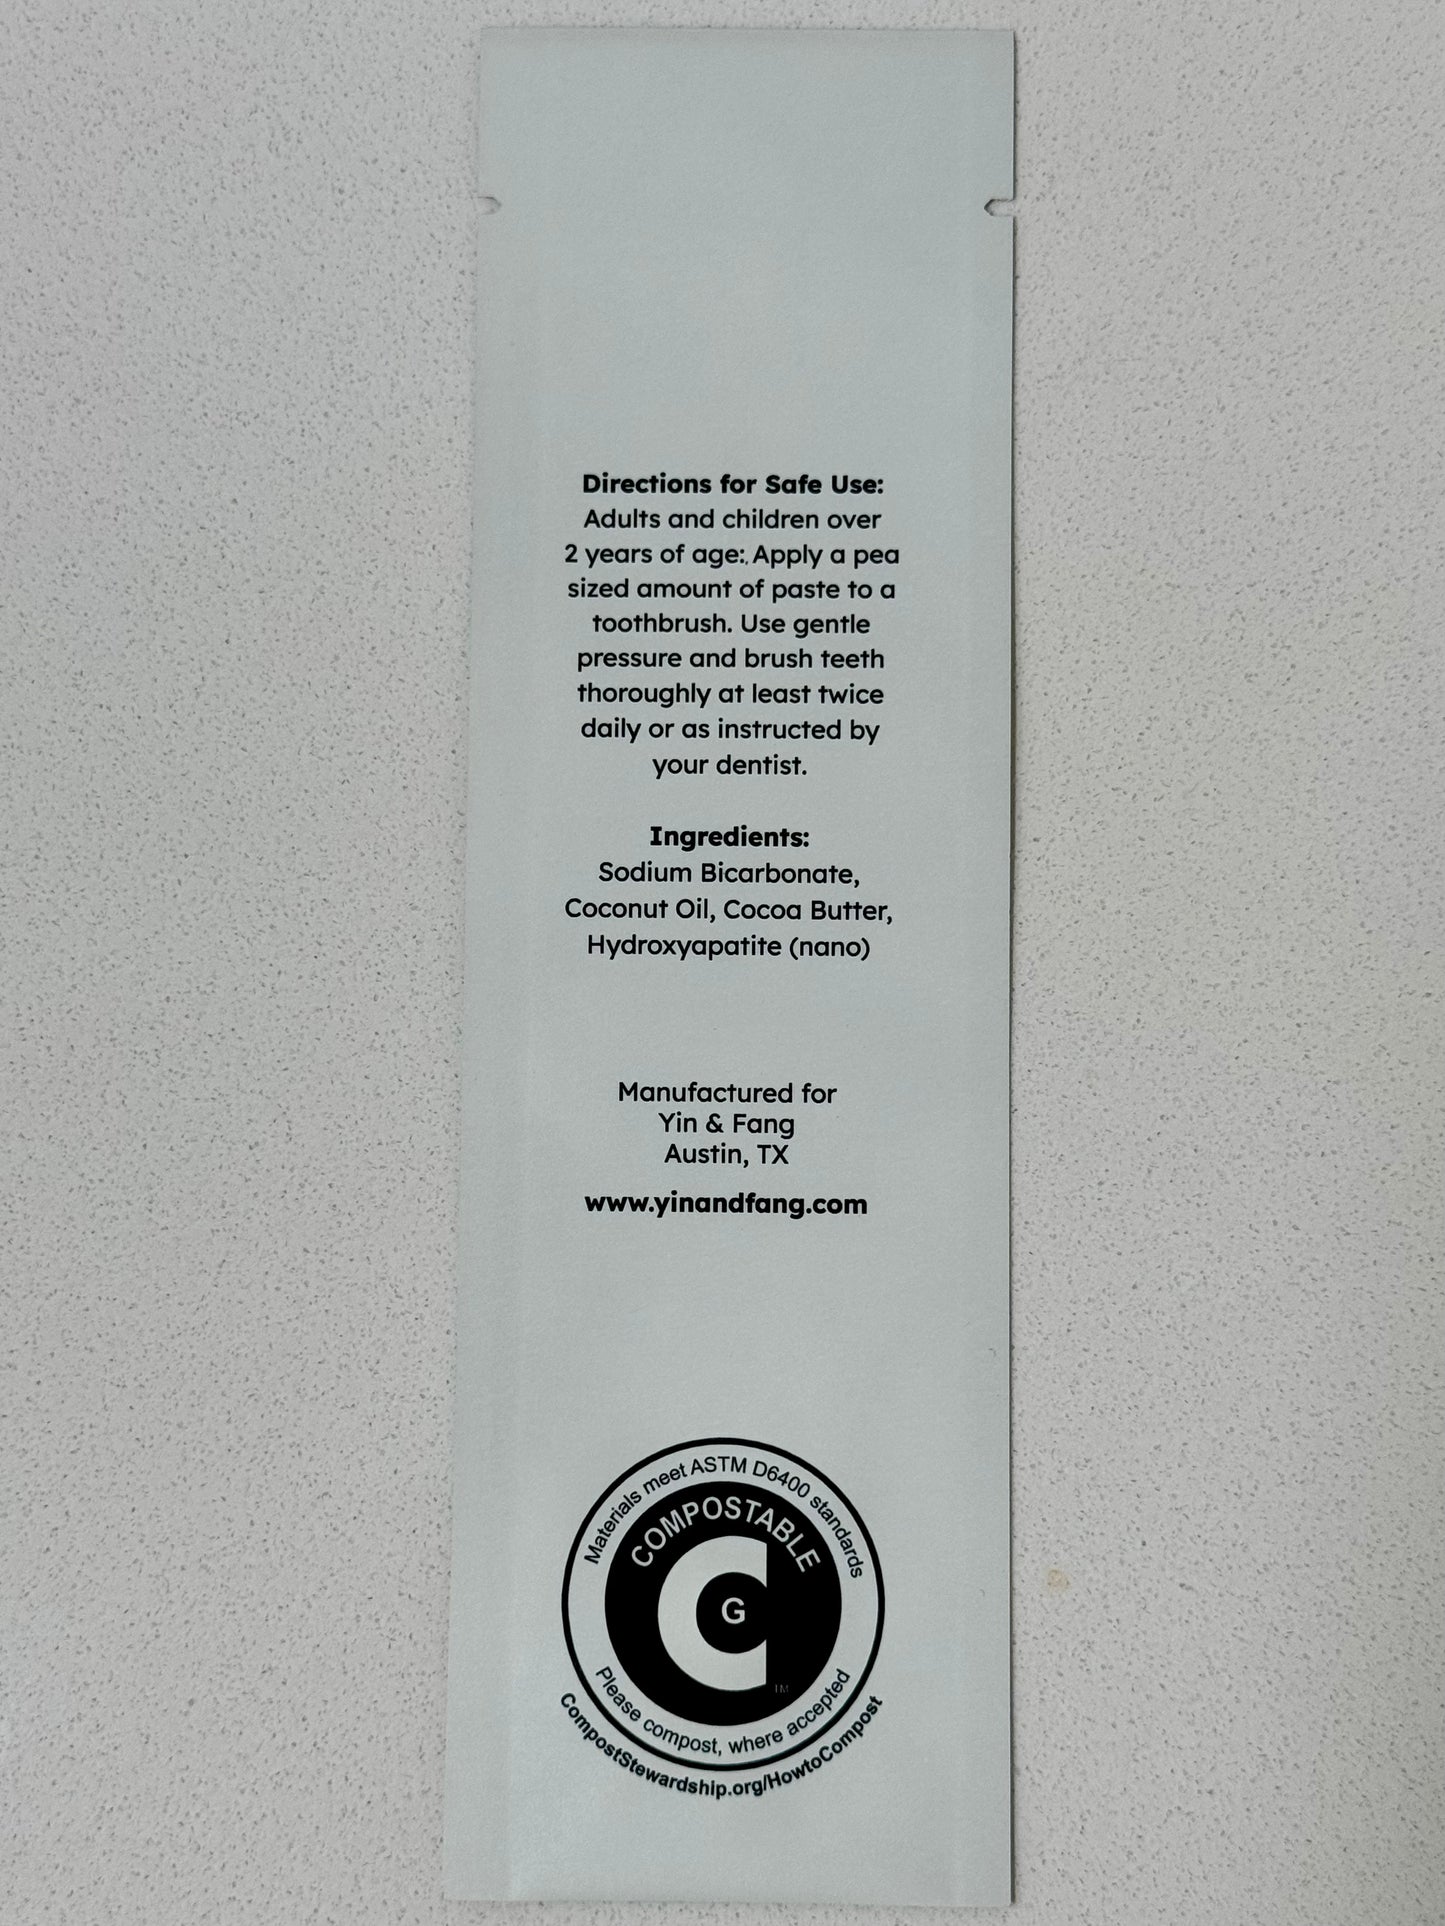 Directions for Safe Use:
Adults and children over
2 years of age:. Apply a pea
sized amount of paste to a
toothbrush. Use gentle
pressure and brush teeth
thoroughly at least twice
daily or as instructed by
your dentist.
Ingredients:
Sodium Bicarbonate,
Coconut Oil, Cocoa Butter,
Hydroxyapatite (nano)
Manufactured for
Yin & Fang
Austin, TX
www.yinandfang.com
Materials meet ASTM D6400 standards
COMPOSTABLE
C
G
TM
Please compost, where accepted
CompostStewardship.org/HowtoCompost